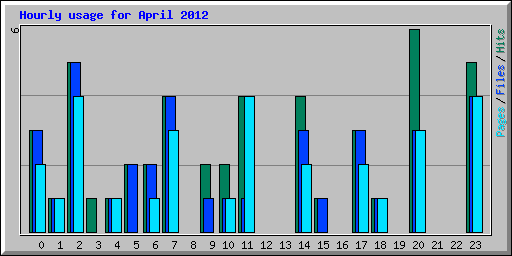 Hourly usage for April 2012
6
Pages/Files/Hits
0 1 2 3 4 5 6 7 8 9 10 11 12 13 14 15 16 17 18 19 20 21 22 23